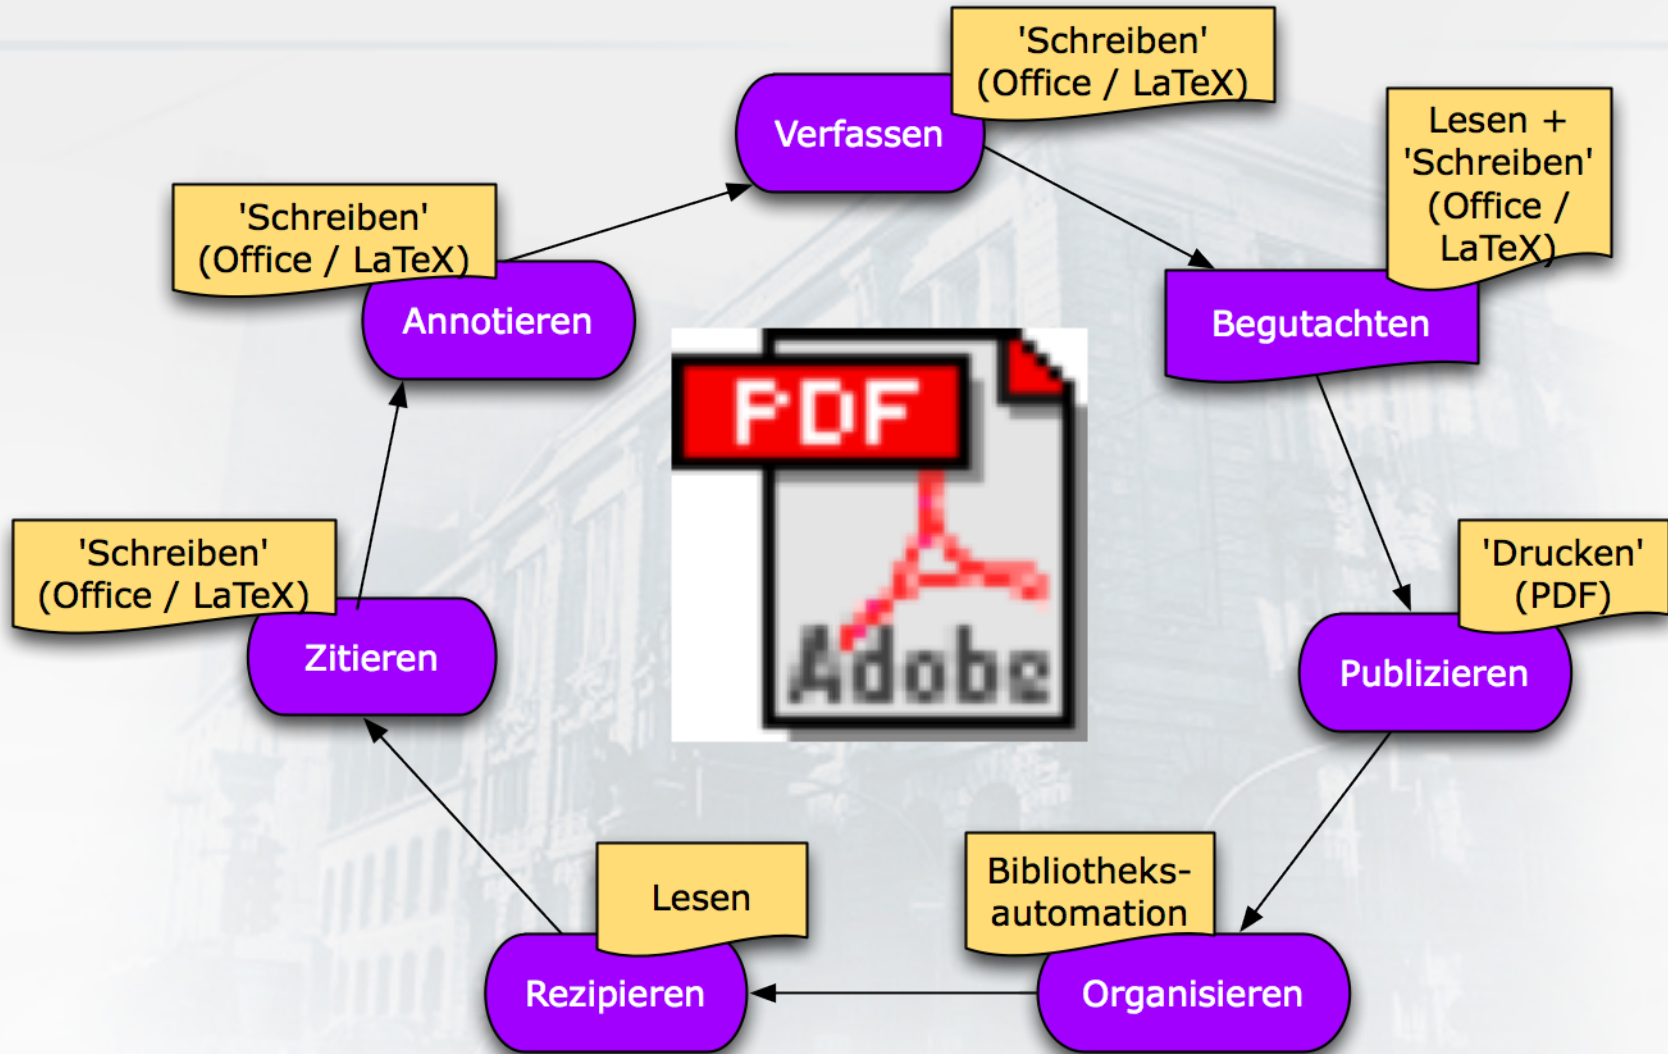 'Schreiben'
(Office / LaTeX)
Verfassen
Lesen +
'Schreiben'
(Office /
LaTeX)
Begutachten
'Schreiben'
(Office / LaTeX)
Annotieren
PDF
Adobe
'Drucken'
(PDF)
Publizieren
'Schreiben'
(Office / LaTeX)
Zitieren
Bibliotheks-
automation
Organisieren
Lesen
Rezipieren